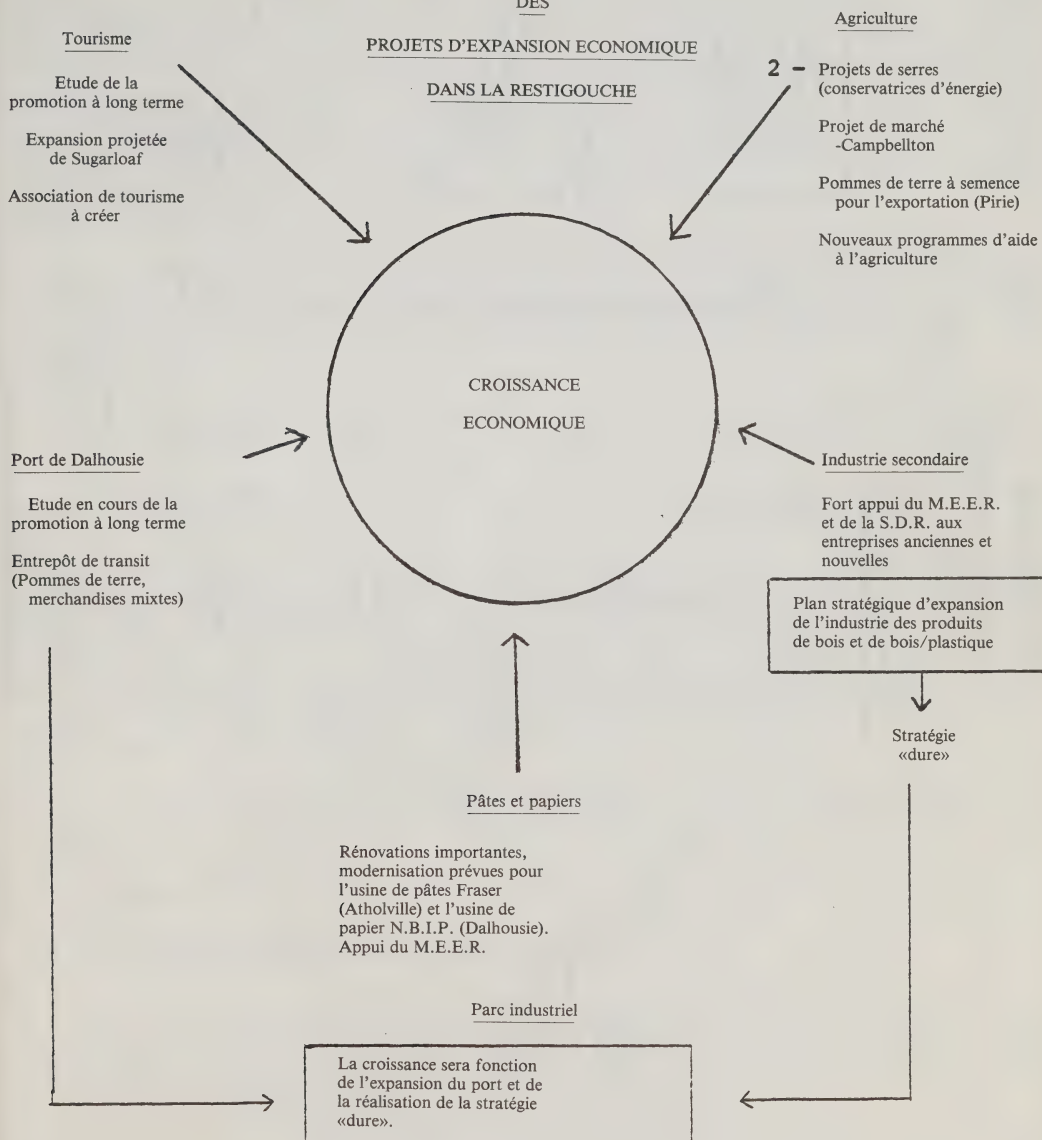 DES
PROJETS D'EXPANSION ECONOMIQUE
DANS LA RESTIGOUCHE
Tourisme
Etude de la
promotion à long terme
Expansion projetée
de Sugarloaf
Association de tourisme
à créer
Agriculture
2 – Projets de serres
(conservatrices d'énergie)
Projet de marché
-Campbellton
Pommes de terre à semence
pour l'exportation (Pirie)
Nouveaux programmes d'aide
à l'agriculture
CROISSANCE
ECONOMIQUE
Port de Dalhousie
Etude en cours de la
promotion à long terme
Entrepôt de transit
(Pommes de terre,
merchandises mixtes)
Industrie secondaire
Fort appui du M.E.E.R.
et de la S.D.R. aux
entreprises anciennes et
nouvelles
Plan stratégique d'expansion
de l'industrie des produits
de bois et de bois/plastique
Stratégie
«dure»
Pâtes et papiers
Rénovations importantes,
modernisation prévues pour
l'usine de pâtes Fraser
(Atholville) et l'usine de
papier N.B.I.P. (Dalhousie).
Appui du M.E.E.R.
Parc industriel
La croissance sera fonction
de l'expansion du port et de
la réalisation de la stratégie
«dure».